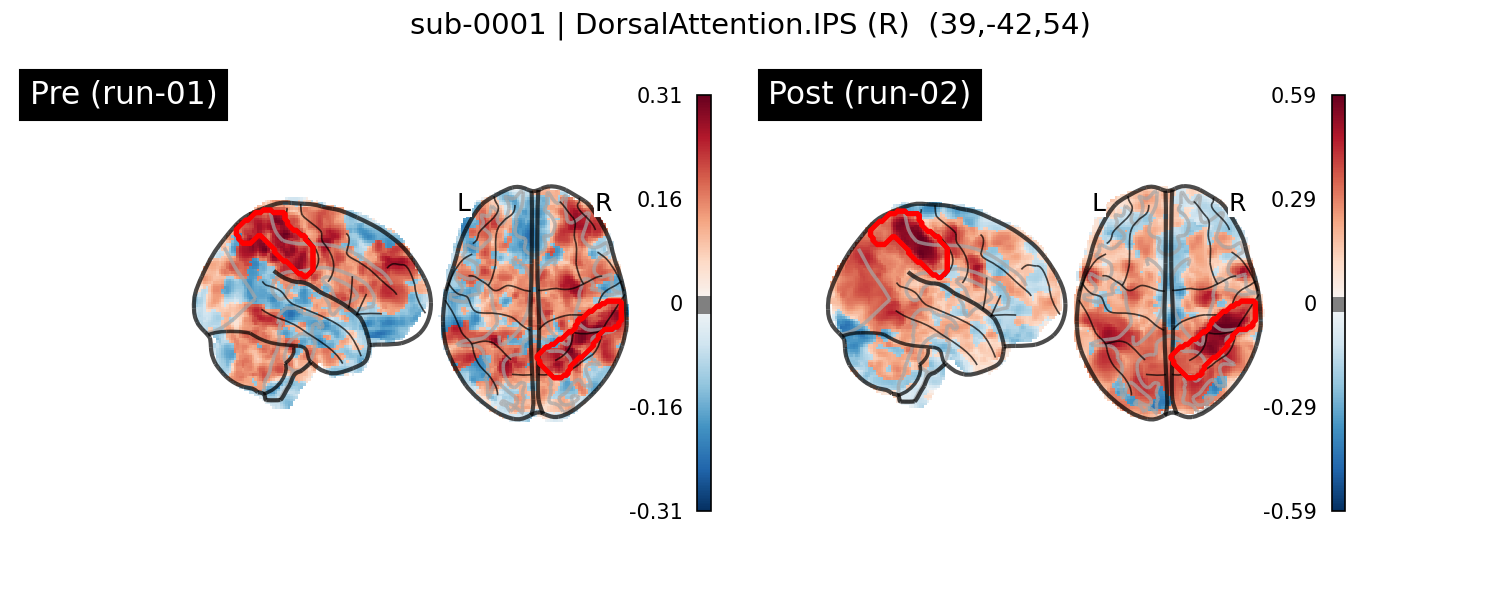 sub-0001 | DorsalAttention.IPS (R)  (39,-42,54)
Pre (run-01)
L
R
0.31
0.16
0
-0.16
-0.31
Post (run-02)
L
R
0.59
0.29
0
-0.29
-0.59